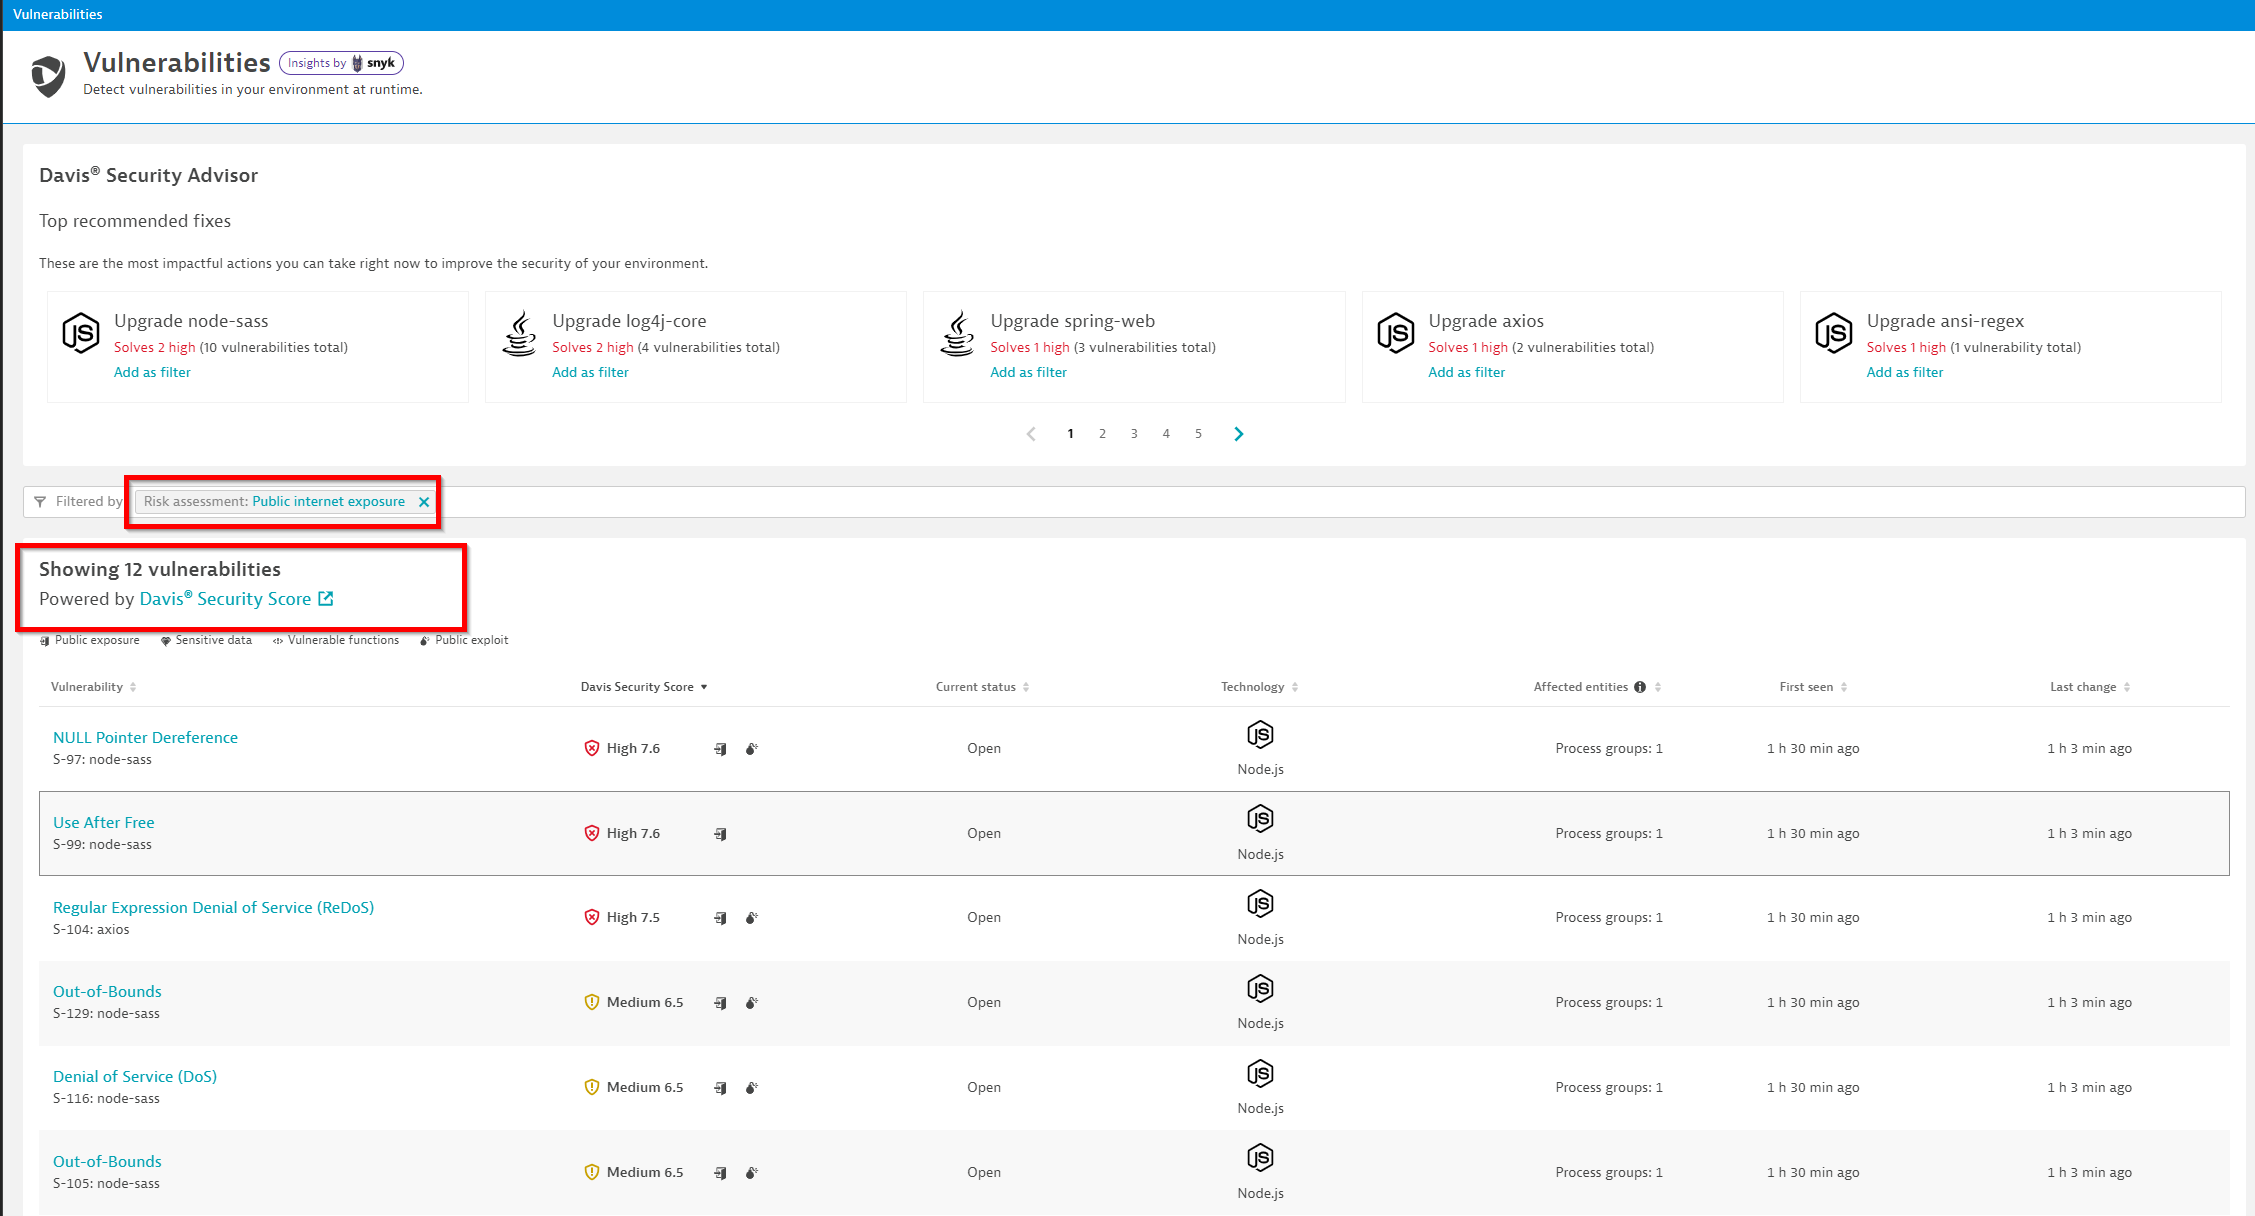 Vulnerabilities
Vulnerabilities Insights by snyk
Detect vulnerabilities in your environment at runtime.
Davis® Security Advisor
Top recommended fixes
These are the most impactful actions you can take right now to improve the security of your environment.
JS Upgrade node-sass
Solves 2 high (10 vulnerabilities total)
Add as filter
Upgrade log4j-core
Solves 2 high (4 vulnerabilities total)
Add as filter
Upgrade spring-web
Solves 1 high (3 vulnerabilities total)
Add as filter
JS Upgrade axios
Solves 1 high (2 vulnerabilities total)
Add as filter
JS Upgrade ansi-regex
Solves 1 high (1 vulnerability total)
Add as filter
1 2 3 4 5
Filtered by Risk assessment: Public internet exposure
Showing 12 vulnerabilities
Powered by Davis® Security Score
Public exposure Sensitive data Vulnerable functions Public exploit
Vulnerability Davis Security Score Current status Technology Affected entities First seen Last change
NULL Pointer Dereference
S-97: node-sass
High 7.6 Open JS Node.js Process groups: 1 1 h 30 min ago 1 h 3 min ago
Use After Free
S-99: node-sass
High 7.6 Open JS Node.js Process groups: 1 1 h 30 min ago 1 h 3 min ago
Regular Expression Denial of Service (ReDoS)
S-104: axios
High 7.5 Open JS Node.js Process groups: 1 1 h 30 min ago 1 h 3 min ago
Out-of-Bounds
S-129: node-sass
Medium 6.5 Open JS Node.js Process groups: 1 1 h 30 min ago 1 h 3 min ago
Denial of Service (DoS)
S-116: node-sass
Medium 6.5 Open JS Node.js Process groups: 1 1 h 30 min ago 1 h 3 min ago
Out-of-Bounds
S-105: node-sass
Medium 6.5 Open JS Node.js Process groups: 1 1 h 30 min ago 1 h 3 min ago